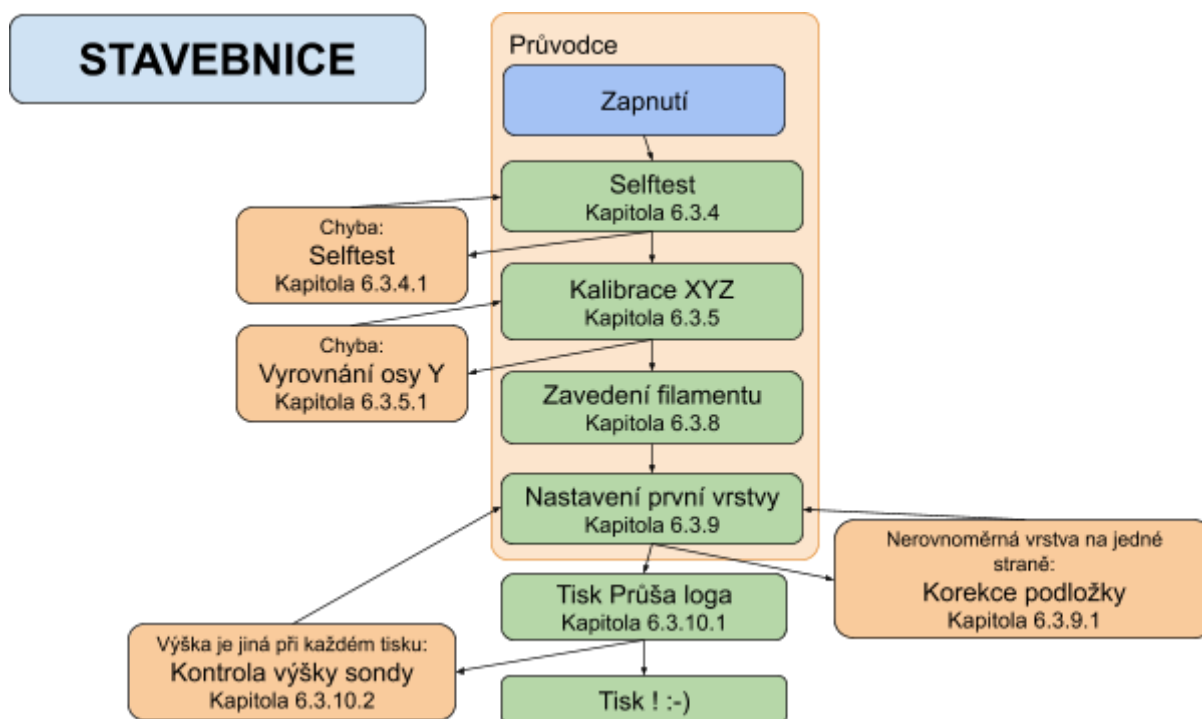 STAVEBNICE
Průvodce
Zapnutí
Selftest
Kapitola 6.3.4
Chyba:
Selftest
Kapitola 6.3.4.1
Kalibrace XYZ
Kapitola 6.3.5
Chyba:
Vyrovnání osy Y
Kapitola 6.3.5.1
Zavedení filamentu
Kapitola 6.3.8
Nastavení první vrstvy
Kapitola 6.3.9
Nerovnoměrná vrstva na jedné
straně:
Korekce podložky
Kapitola 6.3.9.1
Tisk Průša loga
Kapitola 6.3.10.1
Výška je jiná při každém tisku:
Kontrola výšky sondy
Kapitola 6.3.10.2
Tisk ! :-)